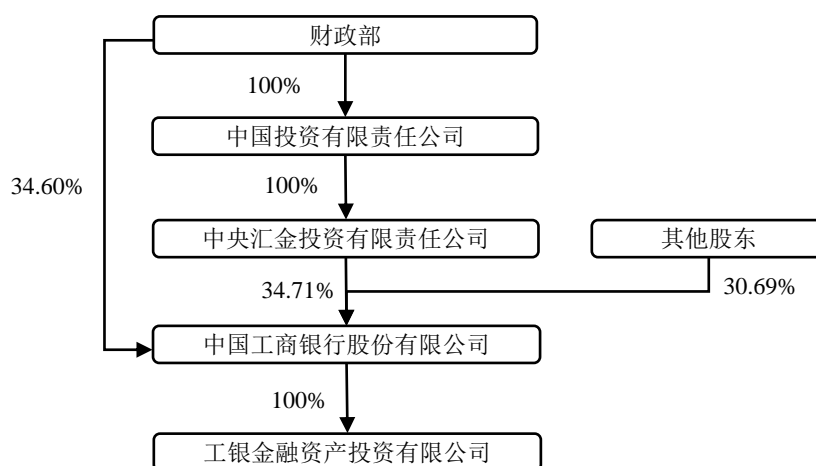 财政部
100%
中国投资有限责任公司
34.60%
100%
中央汇金投资有限责任公司
其他股东
34.71%
30.69%
中国工商银行股份有限公司
100%
工银金融资产投资有限公司